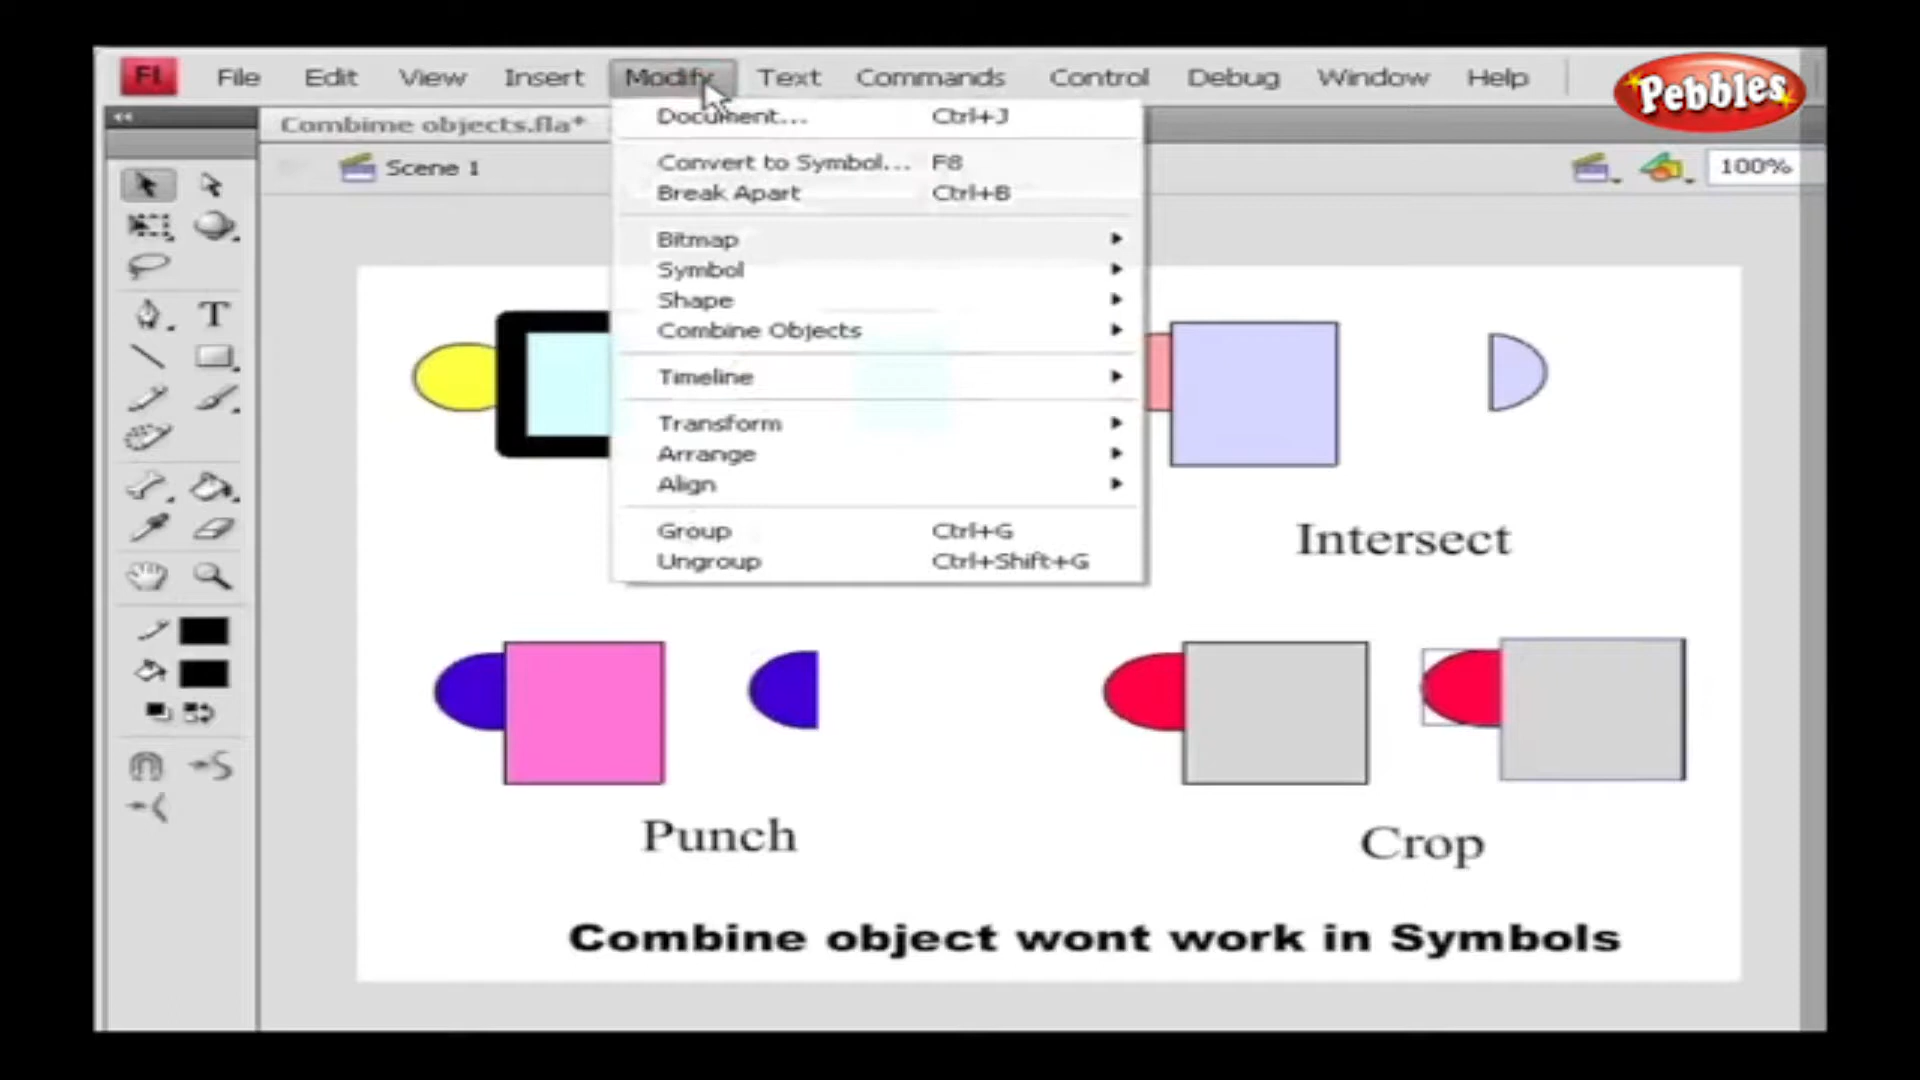 Fl File Edit View Insert Modify Text Commands Control Debug Window Help
Pebbles
Combime objects.fla*
Scene 1
100%
Document... Ctrl+J
Convert to Symbol... F8
Break Apart Ctrl+B
Bitmap
Symbol
Shape
Combine Objects
Timeline
Transform
Arrange
Align
Group Ctrl+G
Ungroup Ctrl+Shift+G
T
Intersect
Punch
Crop
Combine object wont work in Symbols